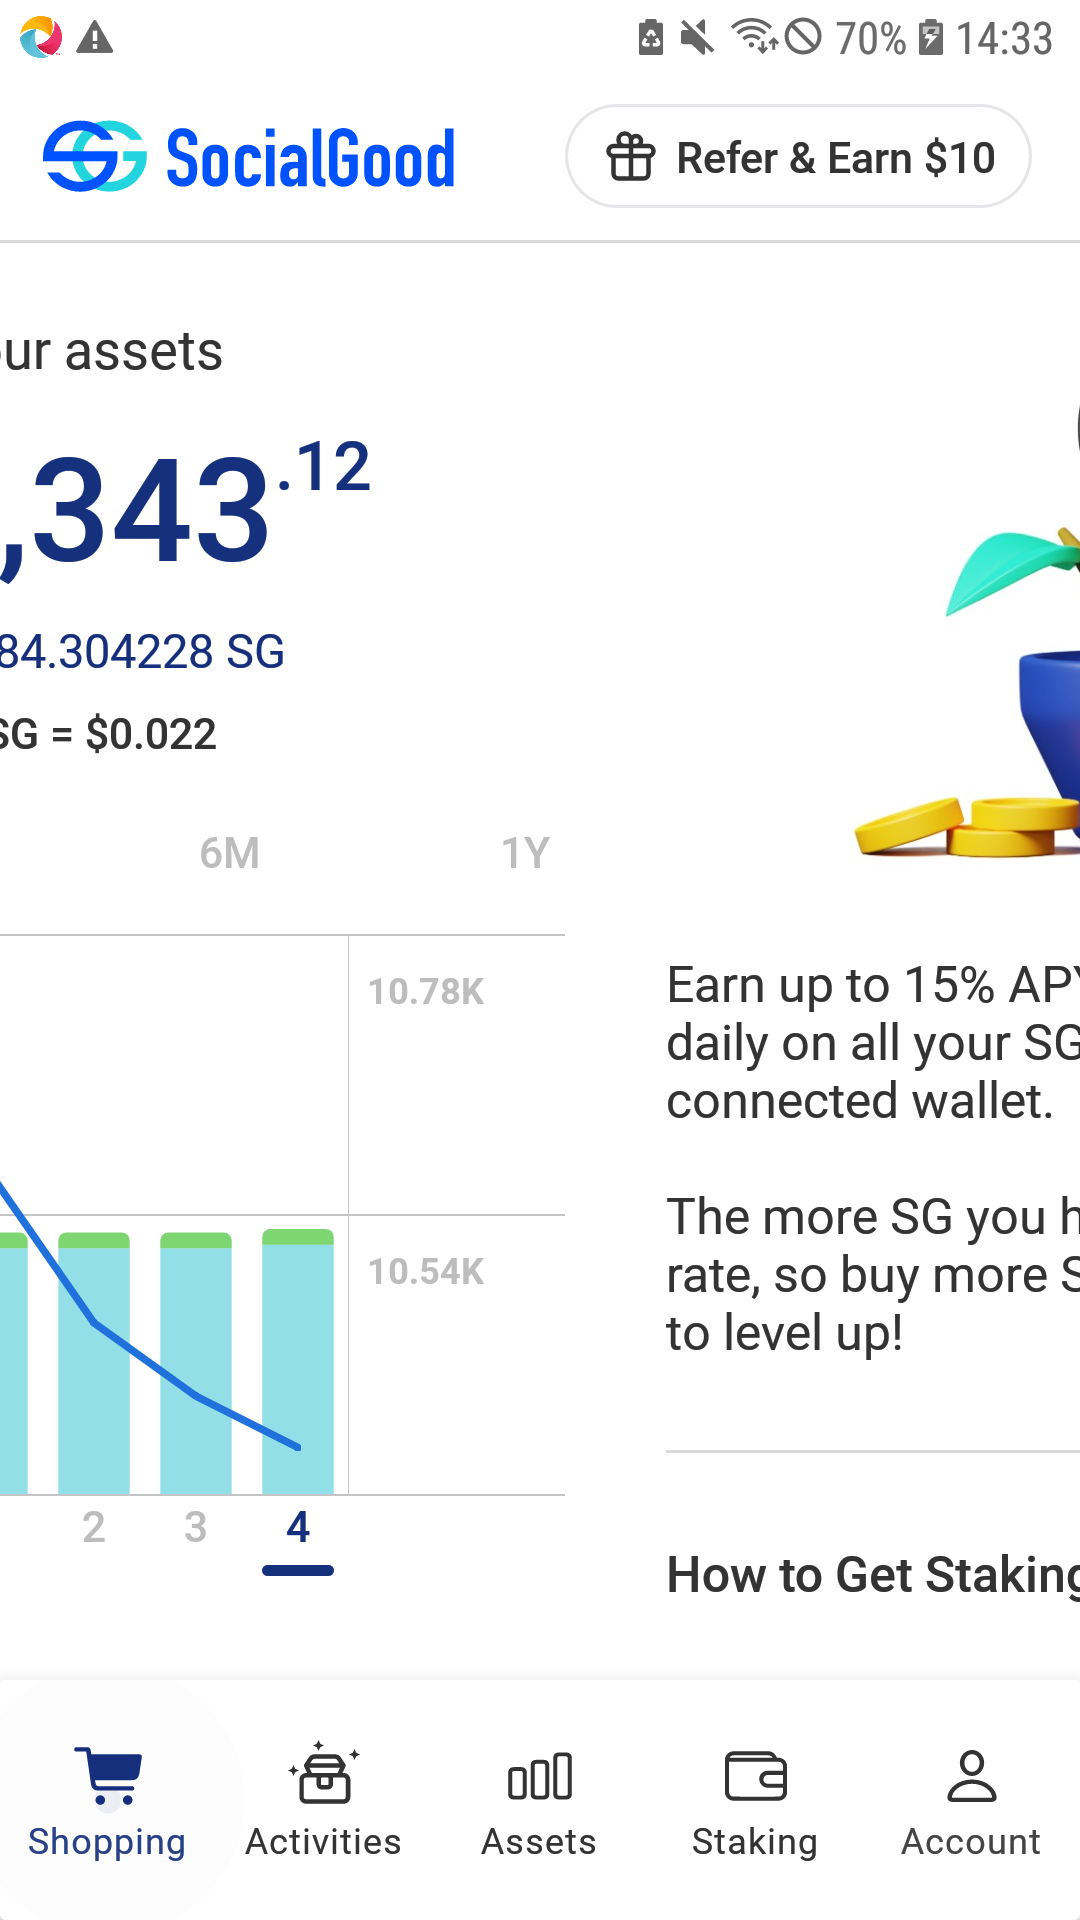 70% 14:33
SocialGood
Refer & Earn $10
our assets
,343.12
84.304228 SG
SG = $0.022
6M
1Y
10.78K
10.54K
2
3
4
Earn up to 15% APY
daily on all your SG
connected wallet.
The more SG you h
rate, so buy more S
to level up!
How to Get Staking
Shopping
Activities
Assets
Staking
Account